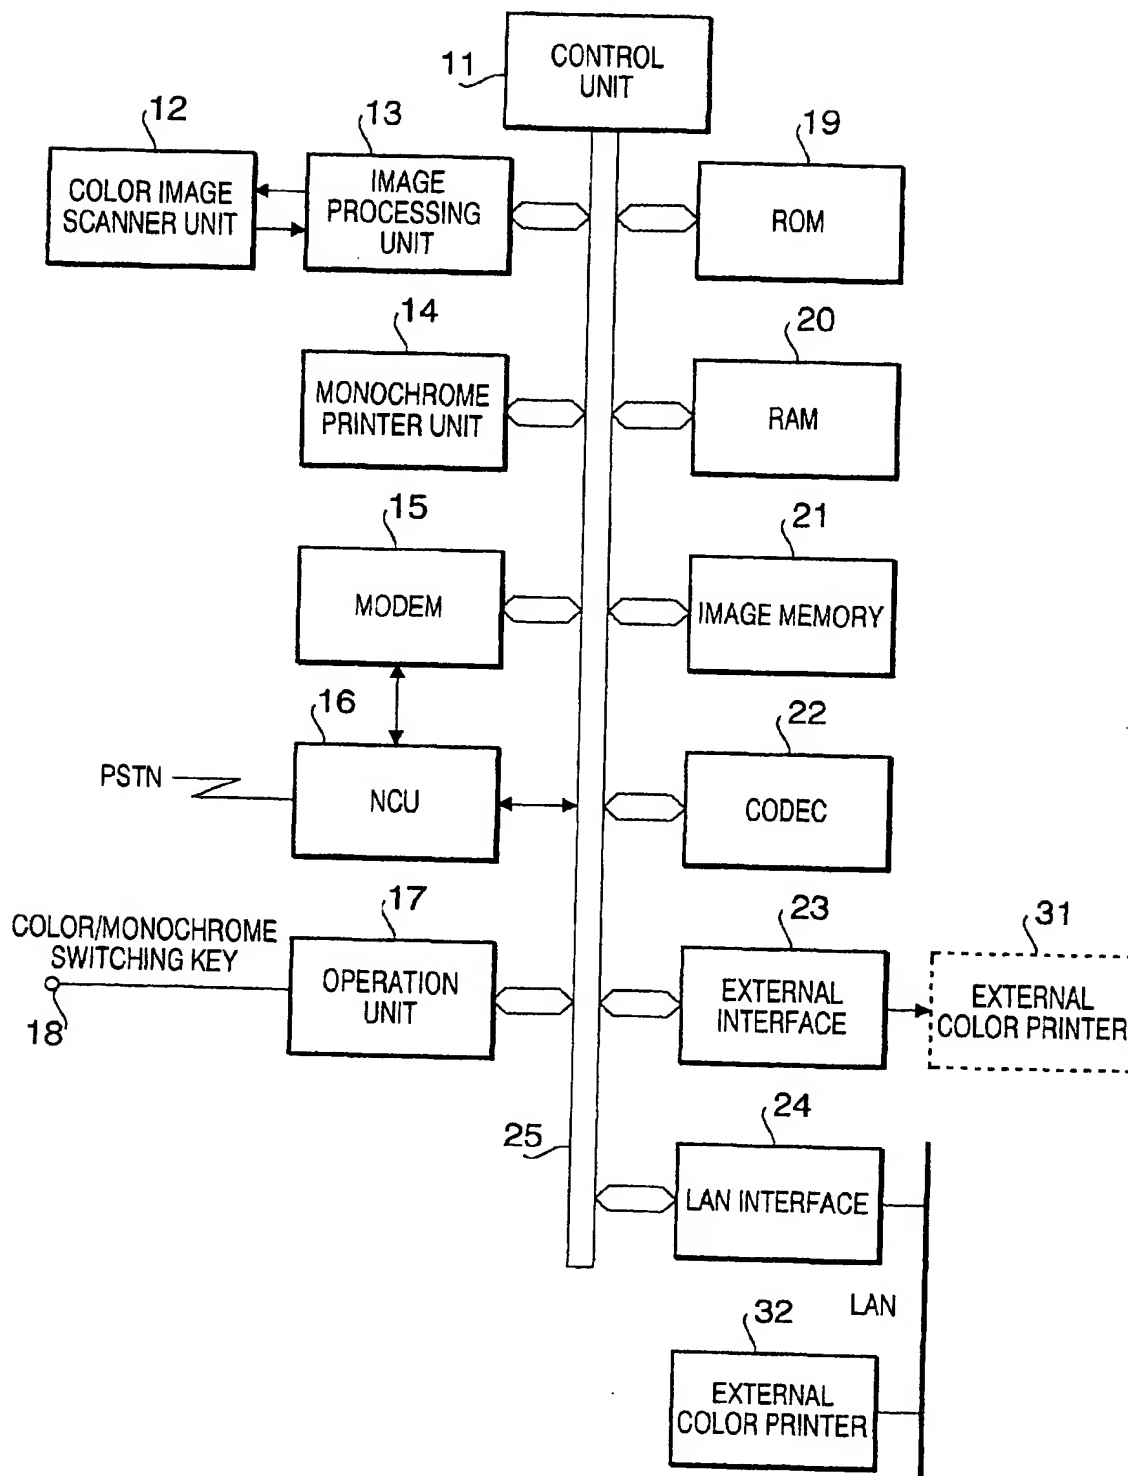 11
CONTROL
UNIT
12
COLOR IMAGE
SCANNER UNIT
13
IMAGE
PROCESSING
UNIT
19
ROM
14
MONOCHROME
PRINTER UNIT
20
RAM
15
MODEM
21
IMAGE MEMORY
16
PSTN
NCU
22
CODEC
COLOR/MONOCHROME
SWITCHING KEY
18
17
OPERATION
UNIT
23
EXTERNAL
INTERFACE
31
EXTERNAL
COLOR PRINTER
25
24
LAN INTERFACE
LAN
32
EXTERNAL
COLOR PRINTER